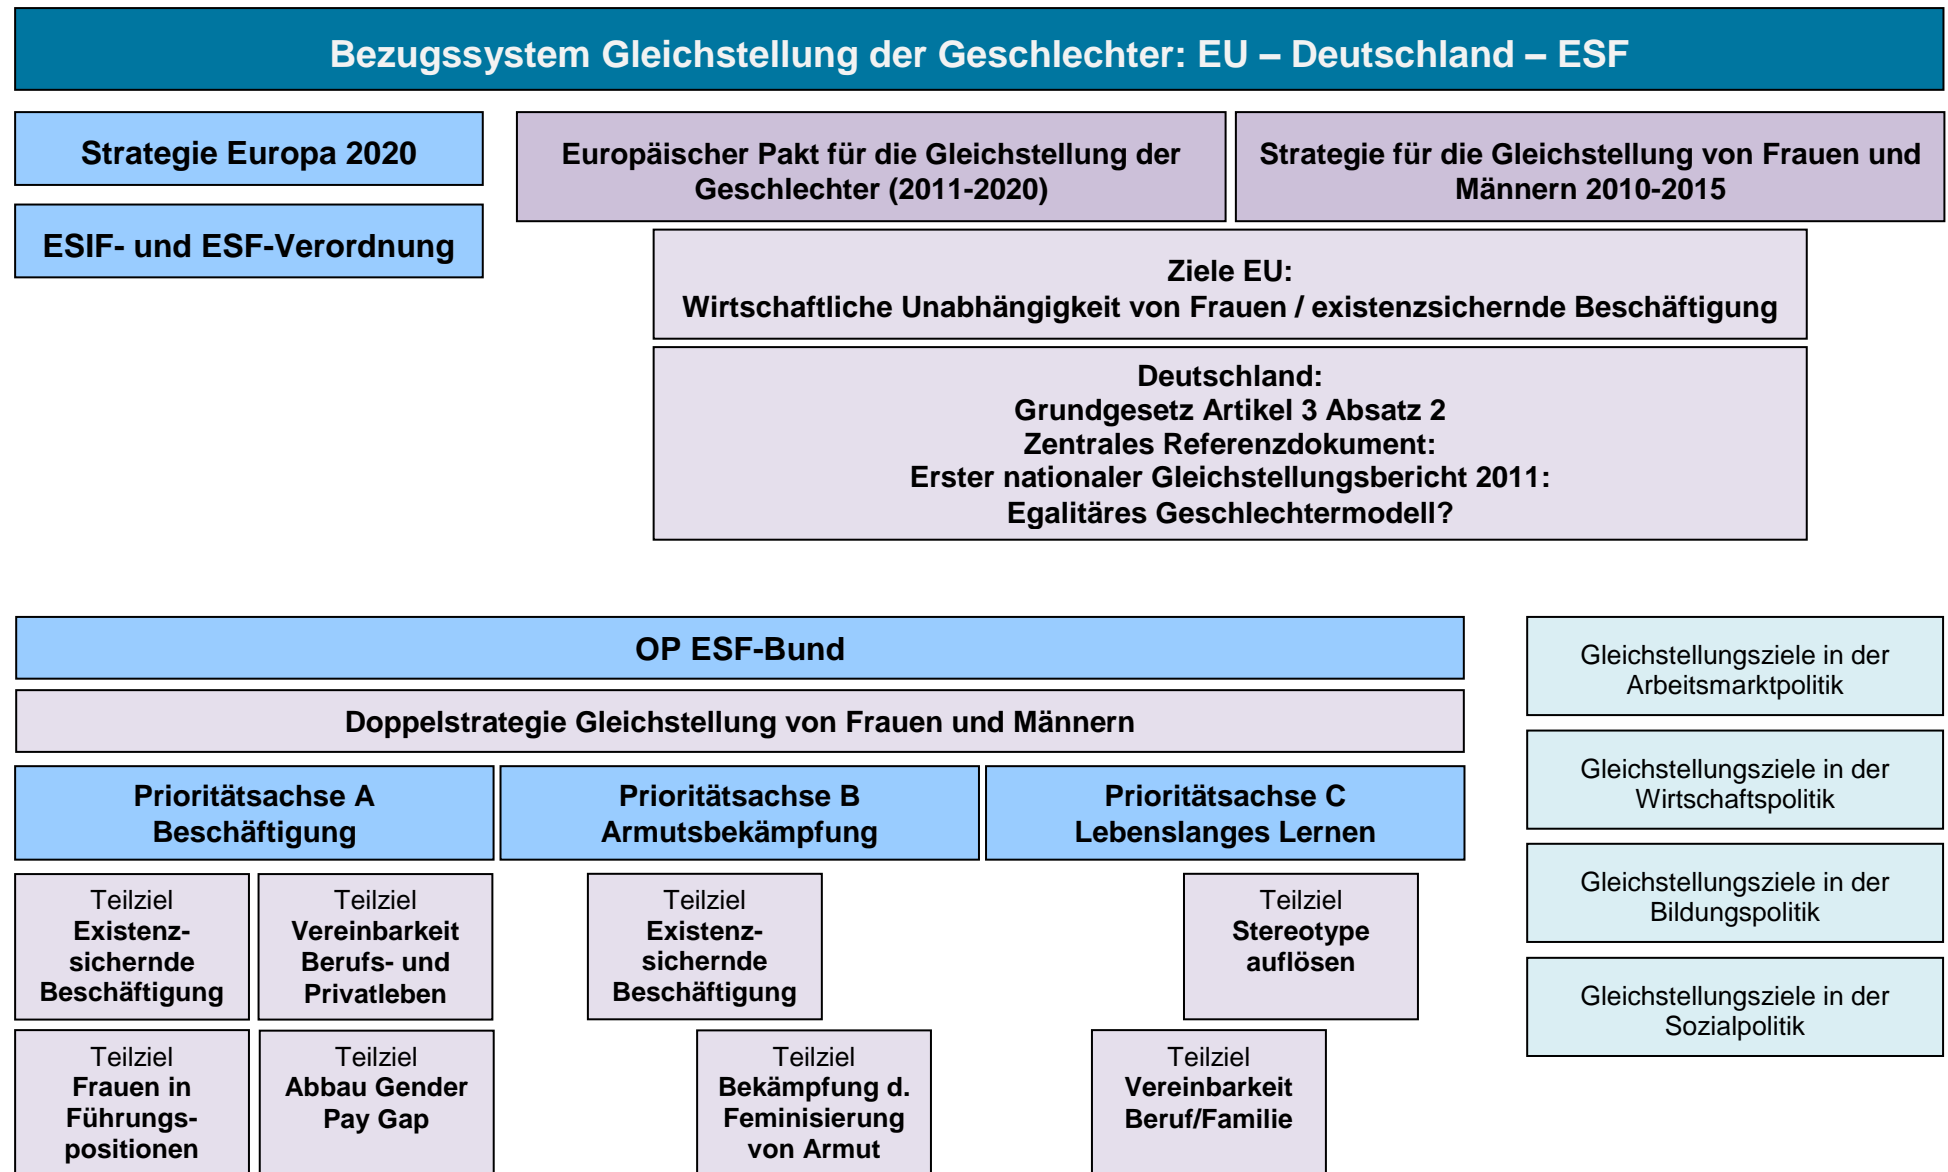 Bezugssystem Gleichstellung der Geschlechter: EU – Deutschland – ESF
Strategie Europa 2020
ESIF- und ESF-Verordnung
Europäischer Pakt für die Gleichstellung der
Geschlechter (2011-2020)
Strategie für die Gleichstellung von Frauen und
Männern 2010-2015
Ziele EU:
Wirtschaftliche Unabhängigkeit von Frauen / existenzsichernde Beschäftigung
Deutschland:
Grundgesetz Artikel 3 Absatz 2
Zentrales Referenzdokument:
Erster nationaler Gleichstellungsbericht 2011:
Egalitäres Geschlechtermodell?
OP ESF-Bund
Doppelstrategie Gleichstellung von Frauen und Männern
Prioritätsachse A
Beschäftigung
Prioritätsachse B
Armutsbekämpfung
Prioritätsachse C
Lebenslanges Lernen
Teilziel
Existenz-
sichernde
Beschäftigung
Teilziel
Vereinbarkeit
Berufs- und
Privatleben
Teilziel
Existenz-
sichernde
Beschäftigung
Teilziel
Stereotype
auflösen
Teilziel
Frauen in
Führungs-
positionen
Teilziel
Abbau Gender
Pay Gap
Teilziel
Bekämpfung d.
Feminisierung
von Armut
Teilziel
Vereinbarkeit
Beruf/Familie
Gleichstellungsziele in der
Arbeitsmarktpolitik
Gleichstellungsziele in der
Wirtschaftspolitik
Gleichstellungsziele in der
Bildungspolitik
Gleichstellungsziele in der
Sozialpolitik